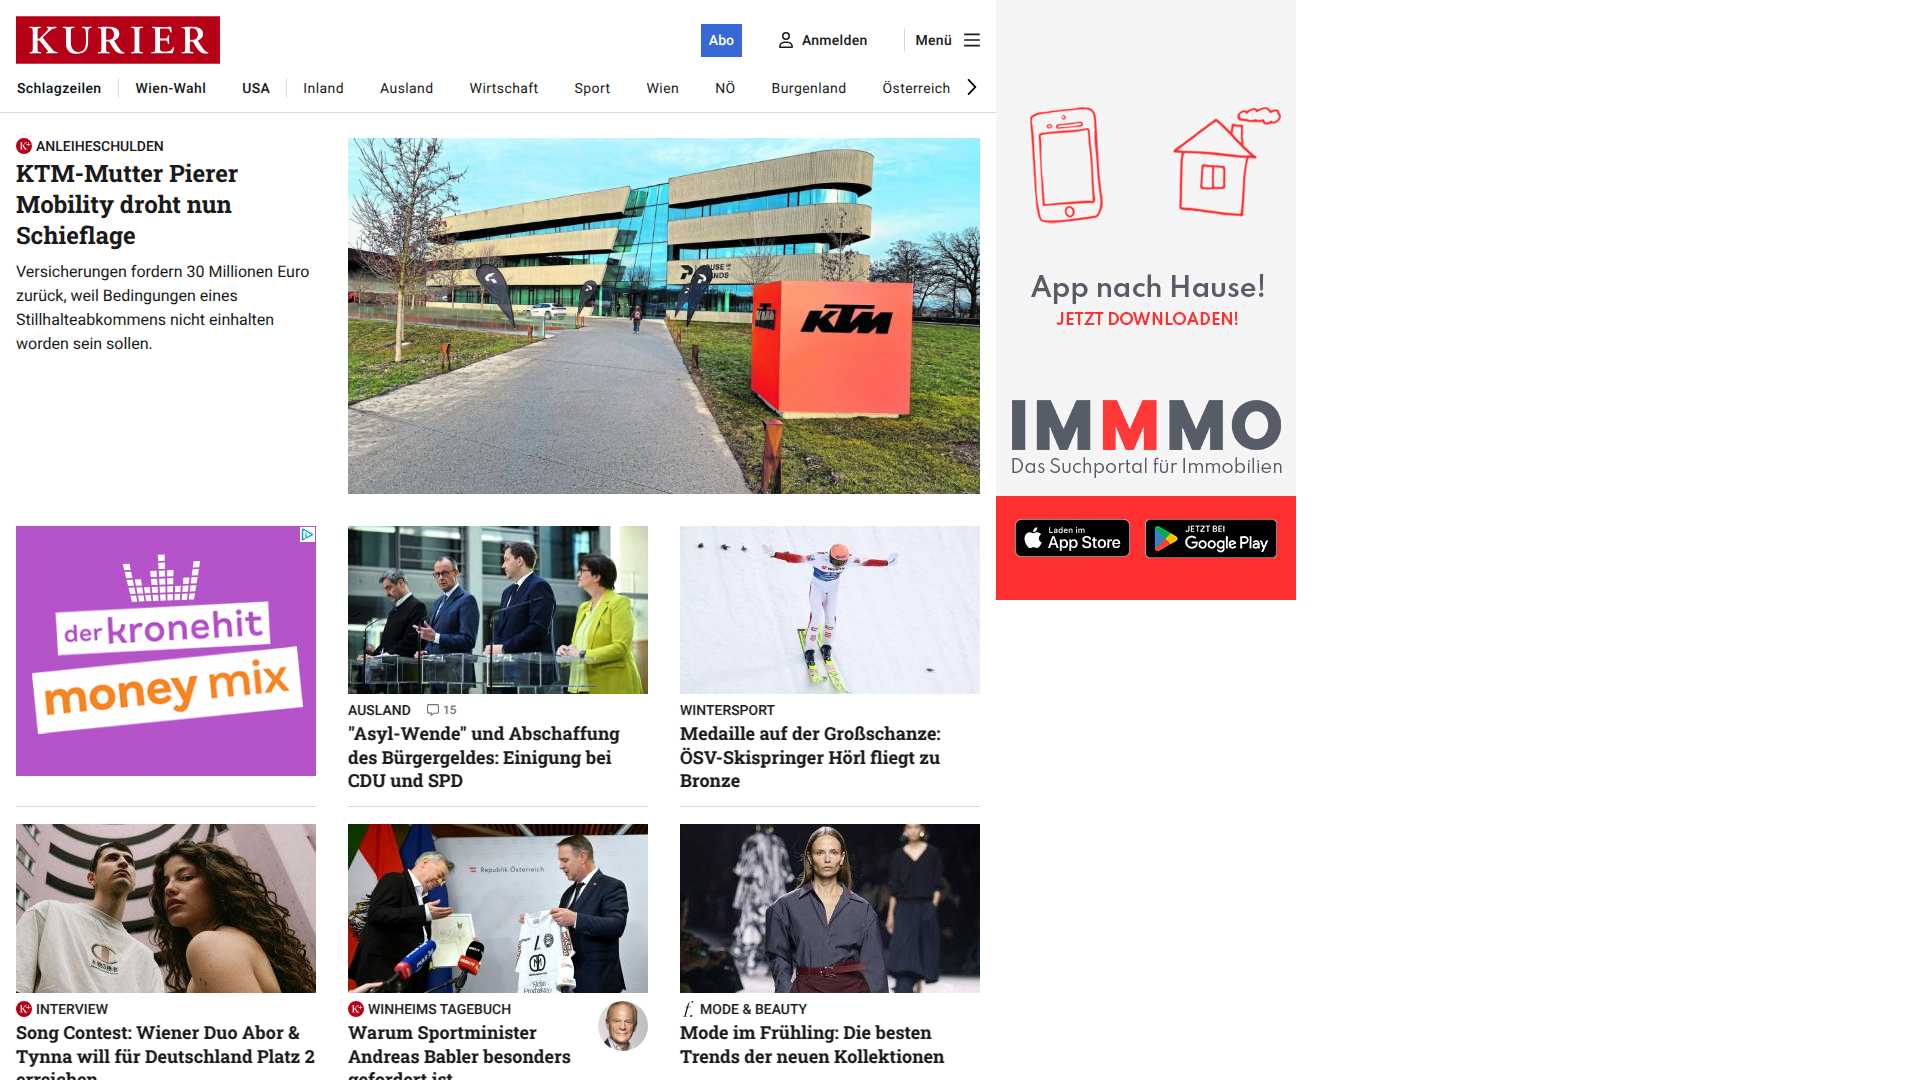 KURIER
Abo
Anmelden
Menü
Schlagzeilen
Wien-Wahl
USA
Inland
Ausland
Wirtschaft
Sport
Wien
NÖ
Burgenland
Österreich
ANLEIHESCHULDEN
KTM-Mutter Pierer
Mobility droht nun
Schieflage
Versicherungen fordern 30 Millionen Euro
zurück, weil Bedingungen eines
Stillhalteabkommens nicht einhalten
worden sein sollen.
KTM
App nach Hause!
JETZT DOWNLOADEN!
IMMMO
Das Suchportal für Immobilien
Laden im
App Store
JETZT BEI
Google Play
der kronehit
money mix
AUSLAND
15
"Asyl-Wende" und Abschaffung
des Bürgergeldes: Einigung bei
CDU und SPD
WINTERSPORT
Medaille auf der Großschanze:
ÖSV-Skispringer Hörl fliegt zu
Bronze
Republik Österreich
INTERVIEW
Song Contest: Wiener Duo Abor &
Tynna will für Deutschland Platz 2
erreichen
WINHEIMS TAGEBUCH
Warum Sportminister
Andreas Babler besonders
gefordert ist
f.
MODE & BEAUTY
Mode im Frühling: Die besten
Trends der neuen Kollektionen